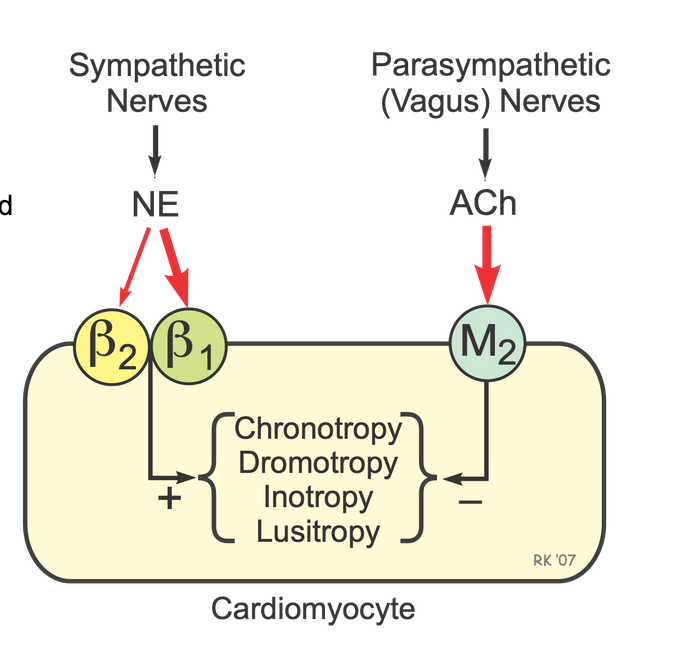 Sympathetic
Nerves
Parasympathetic
(Vagus) Nerves
d
NE
ACh
β2
β1
M2
Chronotropy
Dromotropy
Inotropy
Lusitropy
+
–
RK '07
Cardiomyocyte